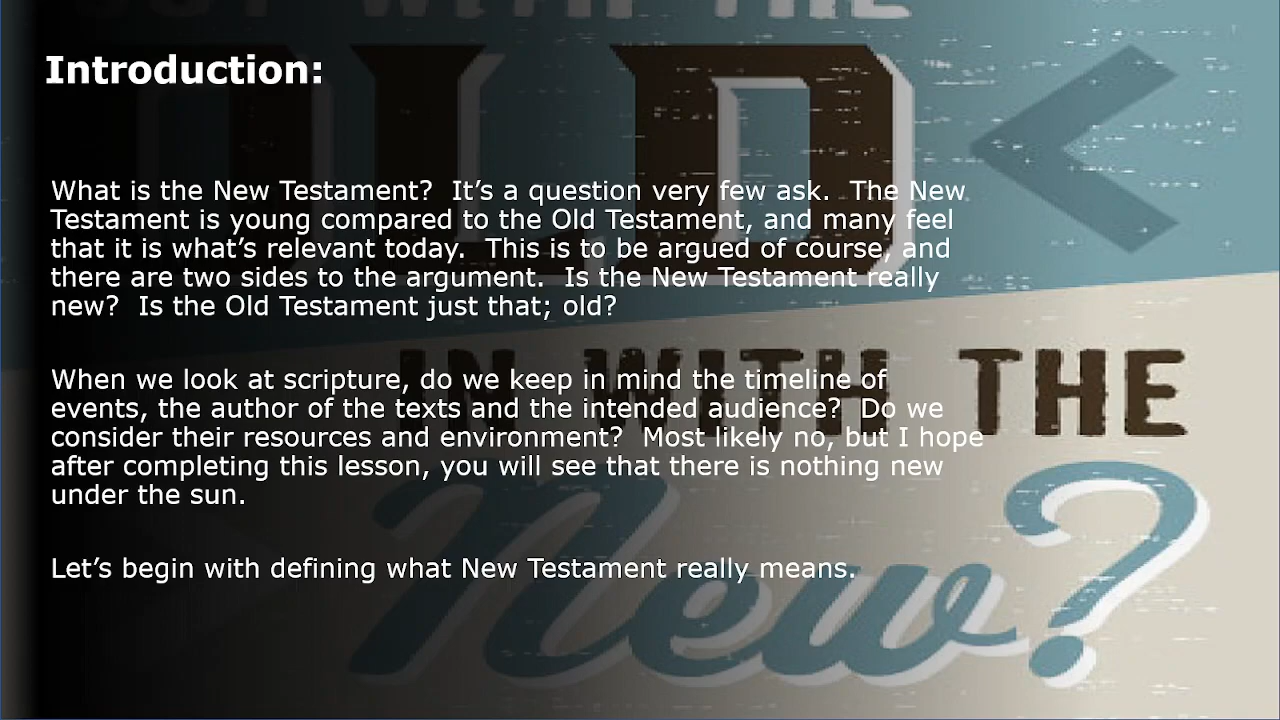 OUT WITH THE
OLD
Introduction:
What is the New Testament?  It’s a question very few ask.  The New
Testament is young compared to the Old Testament, and many feel
that it is what’s relevant today.  This is to be argued of course, and
there are two sides to the argument.  Is the New Testament really
new?  Is the Old Testament just that; old?
IN WITH THE
When we look at scripture, do we keep in mind the timeline of
events, the author of the texts and the intended audience?  Do we
consider their resources and environment?  Most likely no, but I hope
after completing this lesson, you will see that there is nothing new
under the sun.
New?
Let’s begin with defining what New Testament really means.